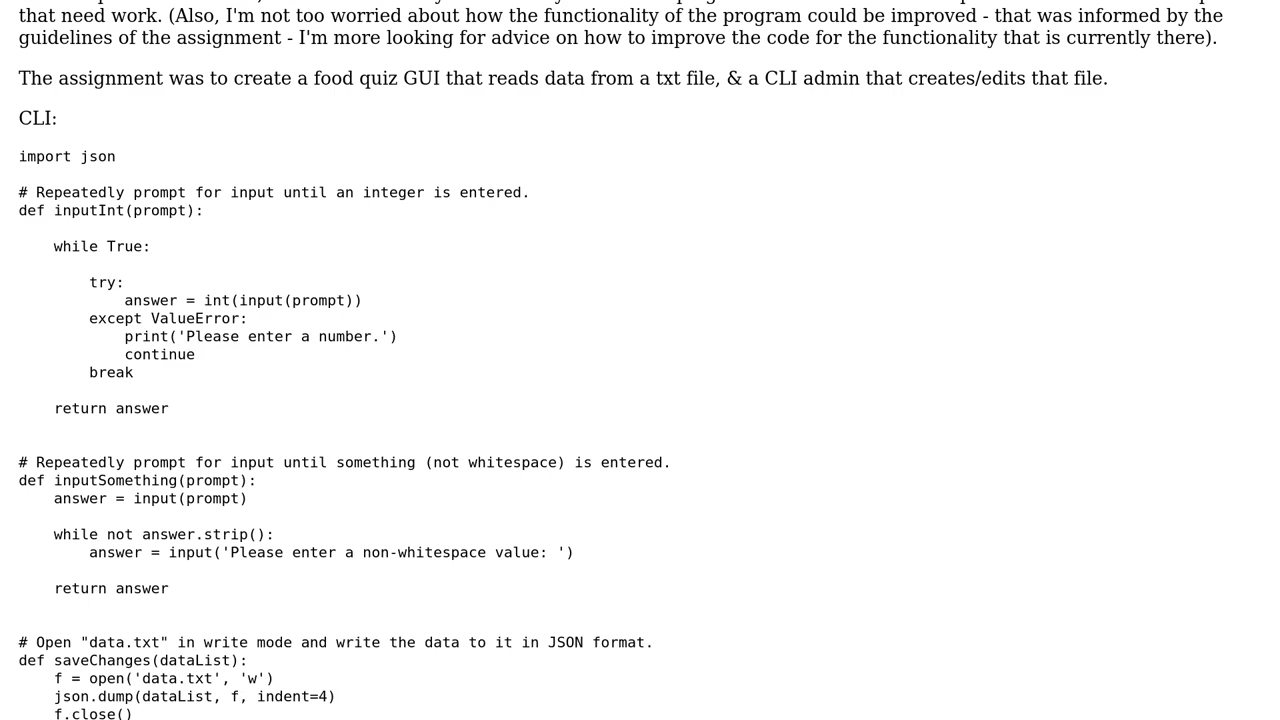 that need work. (Also, I'm not too worried about how the functionality of the program could be improved - that was informed by the
guidelines of the assignment - I'm more looking for advice on how to improve the code for the functionality that is currently there).
The assignment was to create a food quiz GUI that reads data from a txt file, & a CLI admin that creates/edits that file.
CLI:
import json
# Repeatedly prompt for input until an integer is entered.
def inputInt(prompt):
    while True:
        try:
            answer = int(input(prompt))
        except ValueError:
            print('Please enter a number.')
            continue
        break
    return answer
# Repeatedly prompt for input until something (not whitespace) is entered.
def inputSomething(prompt):
    answer = input(prompt)
    while not answer.strip():
        answer = input('Please enter a non-whitespace value: ')
    return answer
# Open "data.txt" in write mode and write the data to it in JSON format.
def saveChanges(dataList):
    f = open('data.txt', 'w')
    json.dump(dataList, f, indent=4)
    f.close()